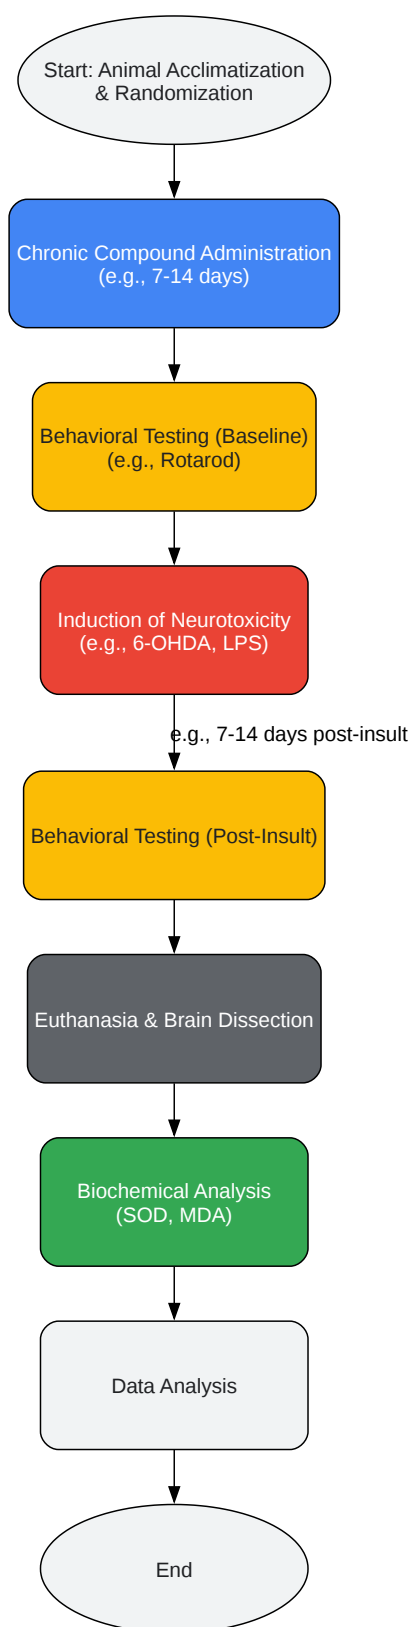 Start: Animal Acclimatization
& Randomization
Chronic Compound Administration
(e.g., 7-14 days)
Behavioral Testing (Baseline)
(e.g., Rotarod)
Induction of Neurotoxicity
(e.g., 6-OHDA, LPS)
e.g., 7-14 days post-insult
Behavioral Testing (Post-Insult)
Euthanasia & Brain Dissection
Biochemical Analysis
(SOD, MDA)
Data Analysis
End